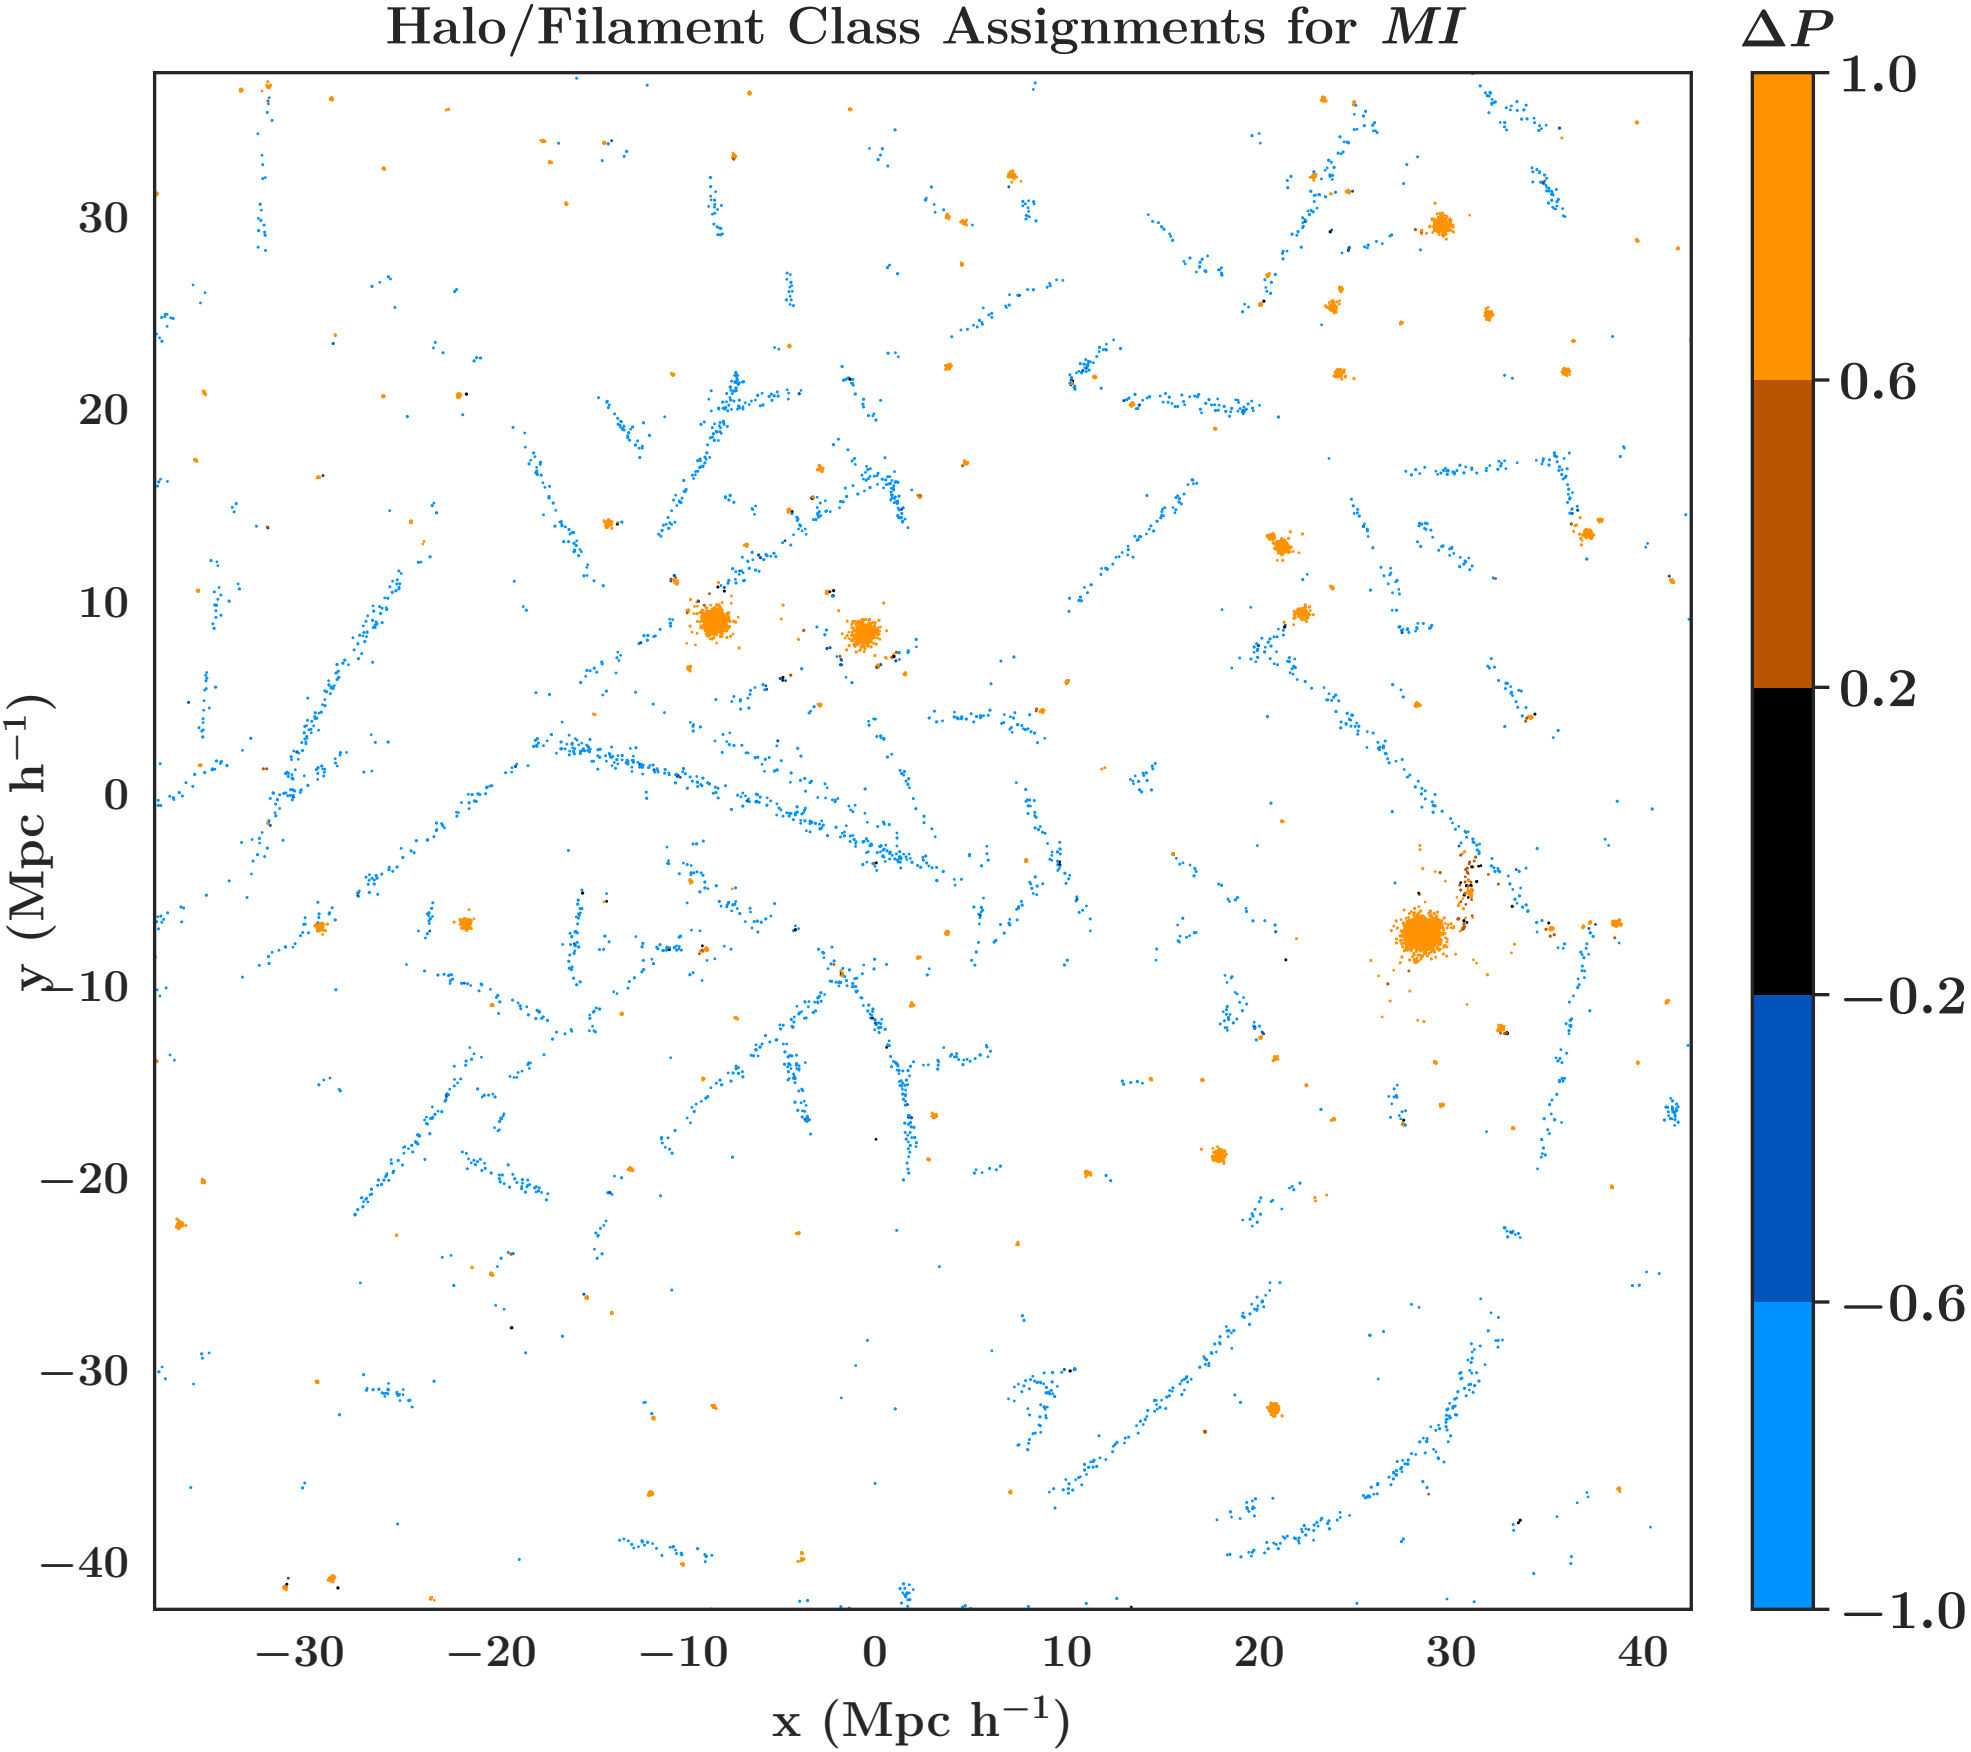 Halo/Filament Class Assignments for MI
ΔP
1.0
0.6
0.2
−0.2
−0.6
−1.0
30
20
10
0
−10
−20
−30
−40
y (Mpc h⁻¹)
−30 −20 −10 0 10 20 30 40
x (Mpc h⁻¹)